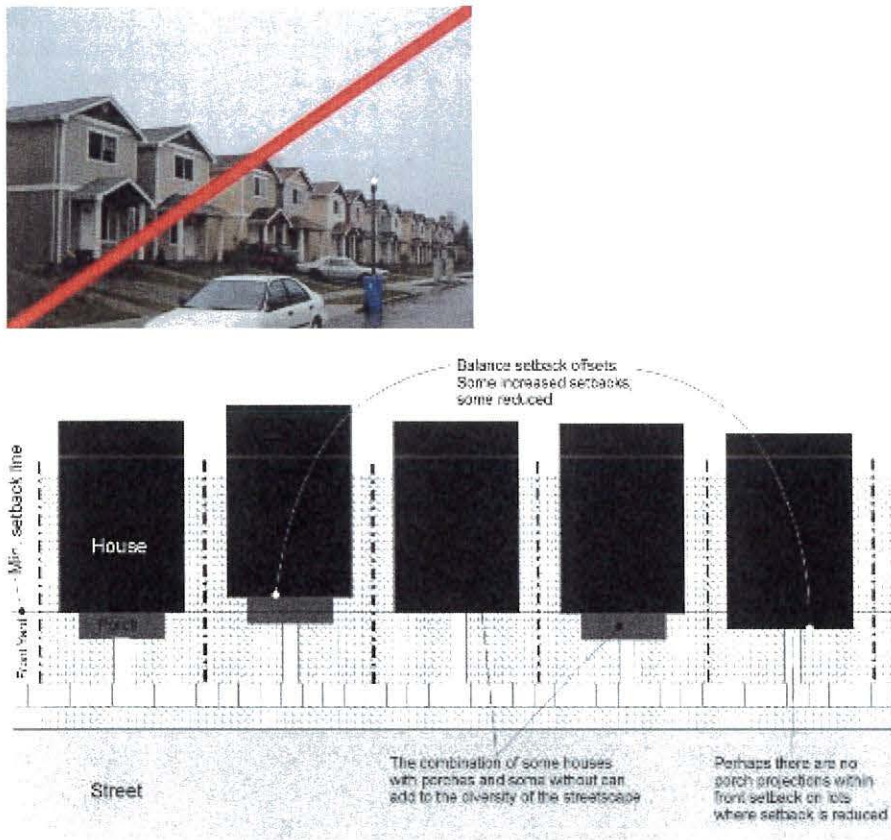 Balance setback offsets.
Some increased setbacks,
some reduced
Min. setback line
Front Yard
House
Porch
The combination of some houses
with porches and some without can
add to the diversity of the streetscape
Perhaps there are no
porch projections within
front setback on lots
where setback is reduced
Street